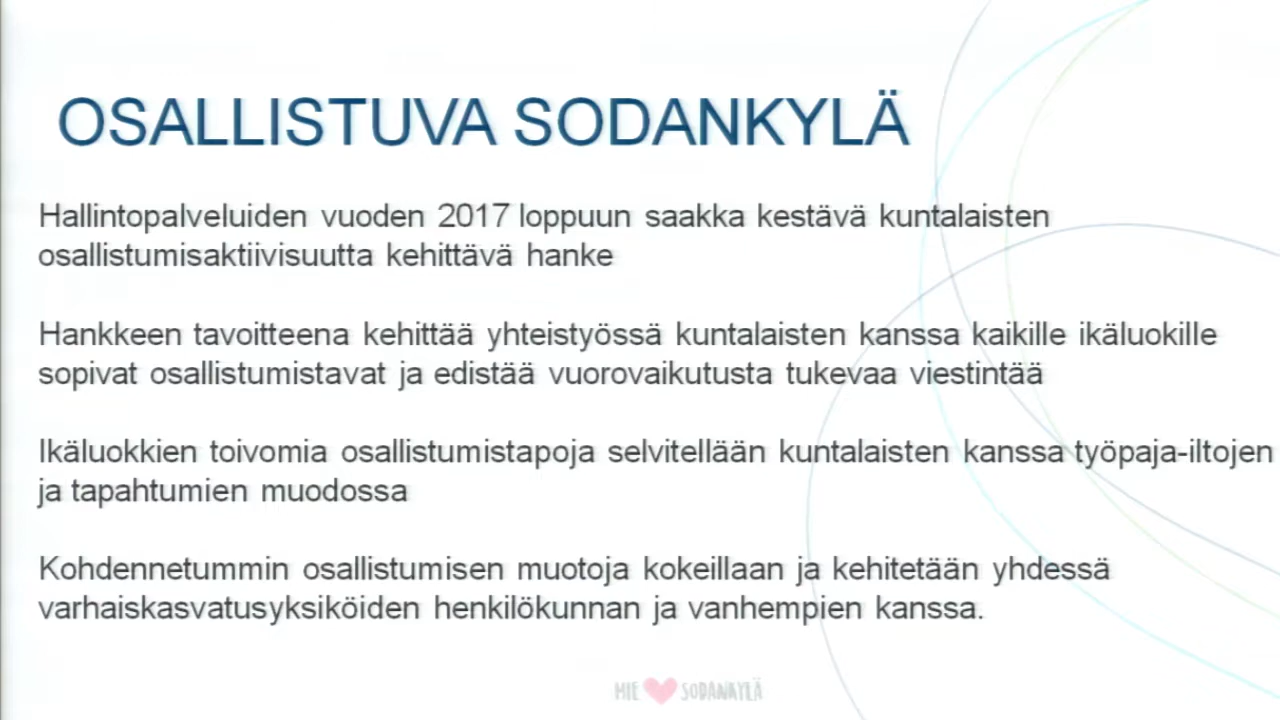 OSALLISTUVA SODANKYLÄ
Hallintopalveluiden vuoden 2017 loppuun saakka kestävä kuntalaisten
osallistumisaktiivisuutta kehittävä hanke
Hankkeen tavoitteena kehittää yhteistyössä kuntalaisten kanssa kaikille ikäluokille
sopivat osallistumistavat ja edistää vuorovaikutusta tukevaa viestintää
Ikäluokkien toivomia osallistumistapoja selvitellään kuntalaisten kanssa työpaja-iltojen
ja tapahtumien muodossa
Kohdennetummin osallistumisen muotoja kokeillaan ja kehitetään yhdessä
varhaiskasvatusyksiköiden henkilökunnan ja vanhempien kanssa.
MIE SODANKYLÄ